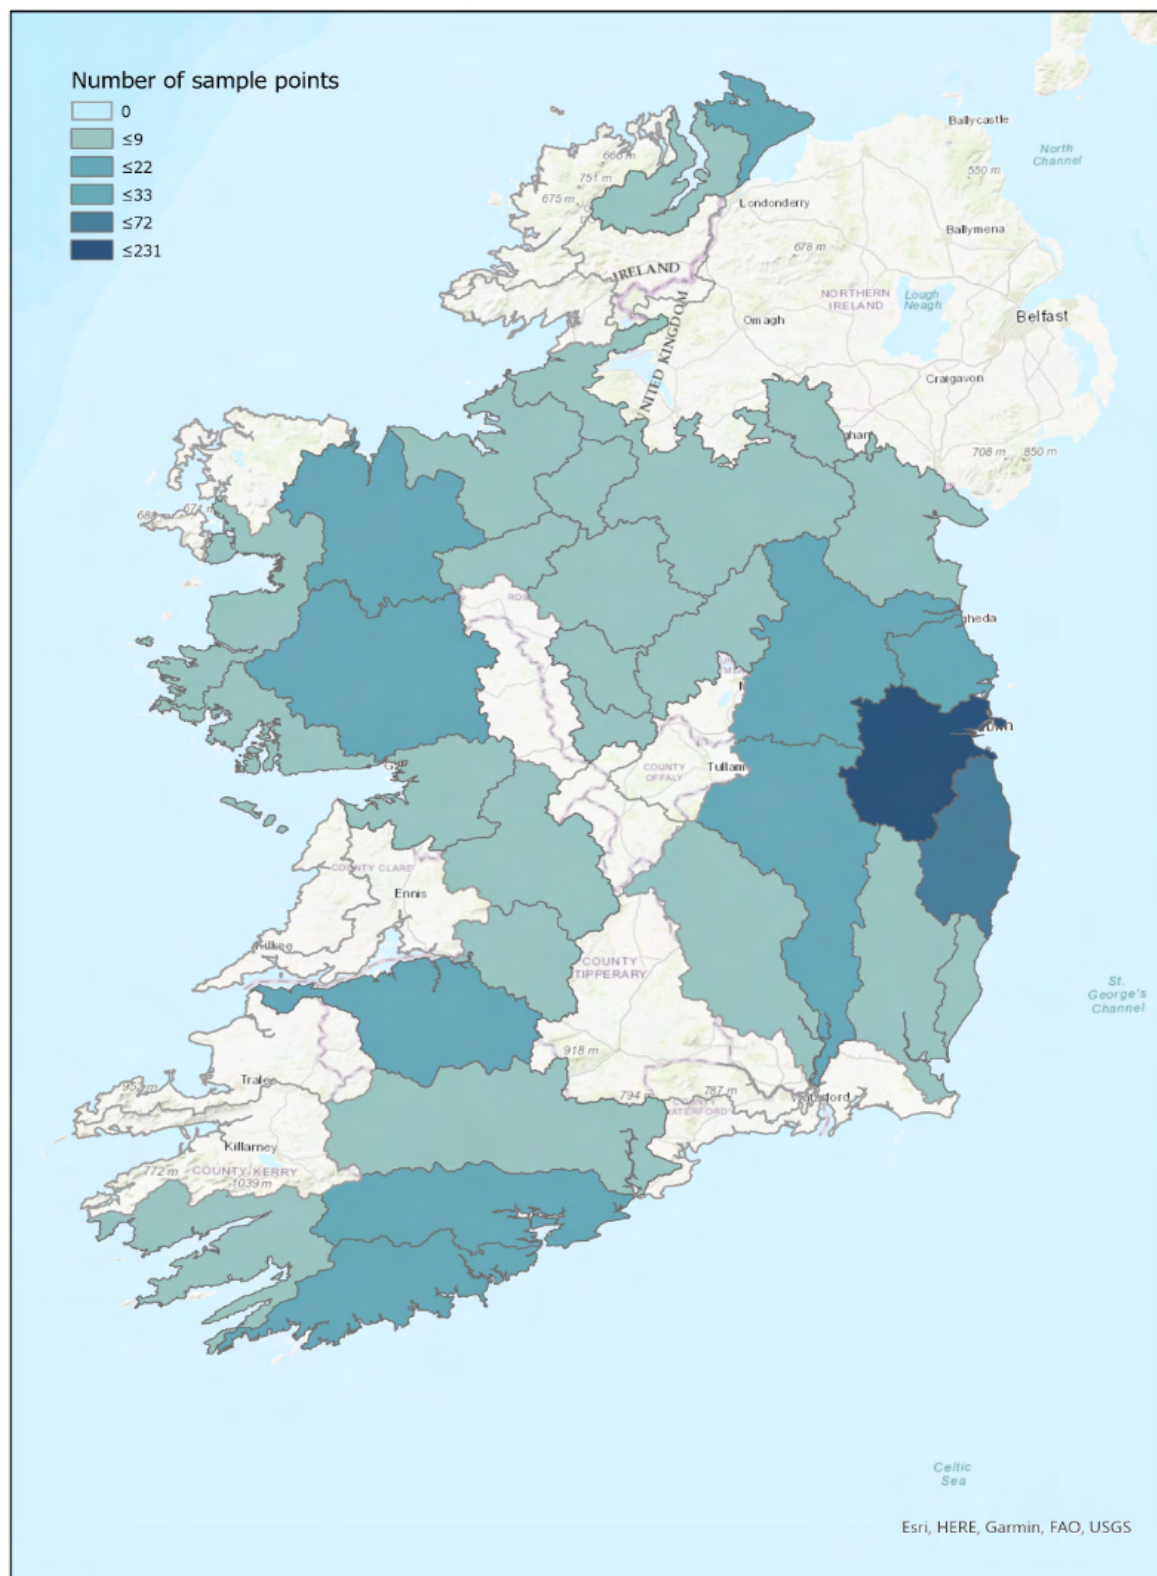 Number of sample points
0
≤9
≤22
≤33
≤72
≤231
Ballycastle
North
Channel
660 m
751 m
675 m
550 m
Londonderry
Ballymena
678 m
IRELAND
NORTHERN
IRELAND
Lough
Neagh
Omagh
Belfast
UNITED KINGDOM
Craigavon
708 m
850 m
gheda
COUNTY
OFFALY
Tullam
COUNTY CLARE
Ennis
COUNTY
TIPPERARY
St.
George's
Channel
918 m
953 m
Tralee
794 m
787 m
Killarney
772 m
COUNTY KERRY
1039 m
Celtic
Sea
Esri, HERE, Garmin, FAO, USGS